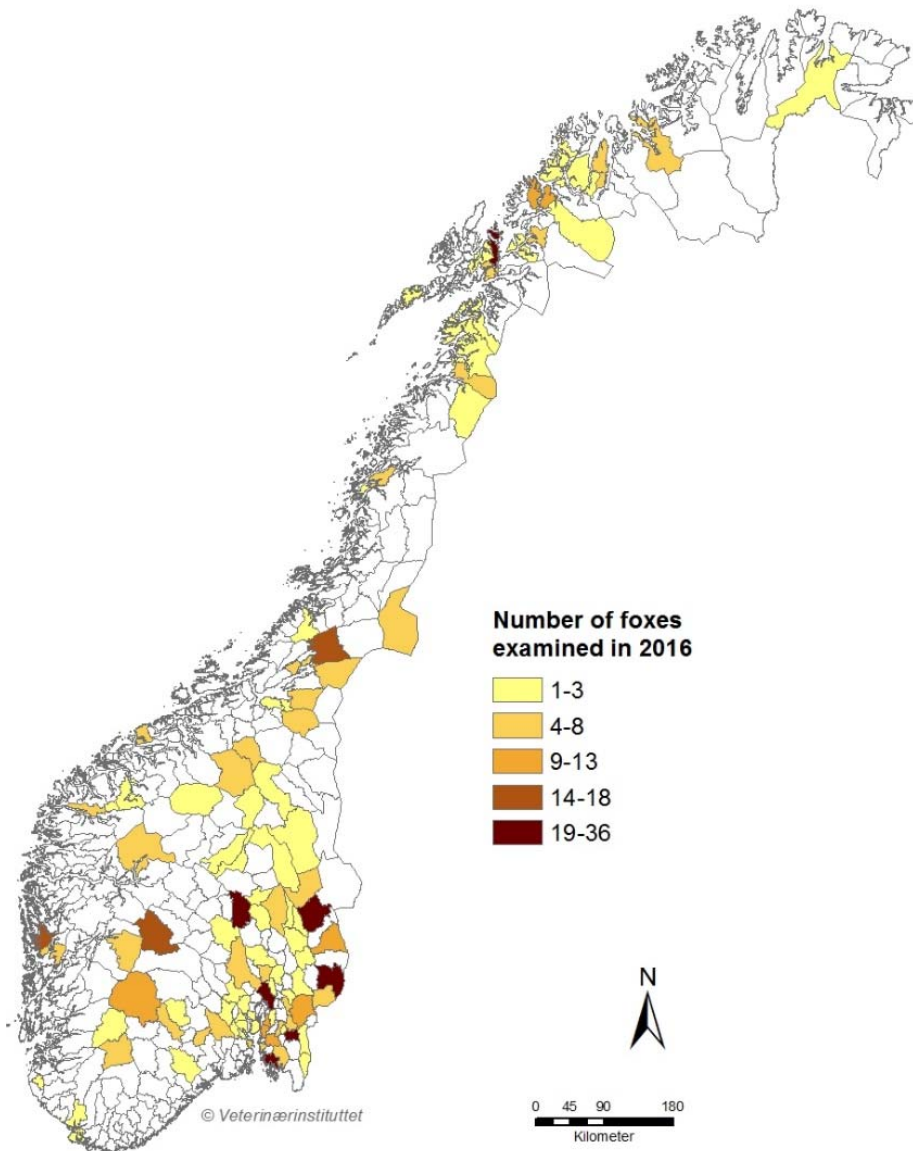 Number of foxes
examined in 2016
1-3
4-8
9-13
14-18
19-36
N
© Veterinærinstituttet
0 45 90 180
Kilometer